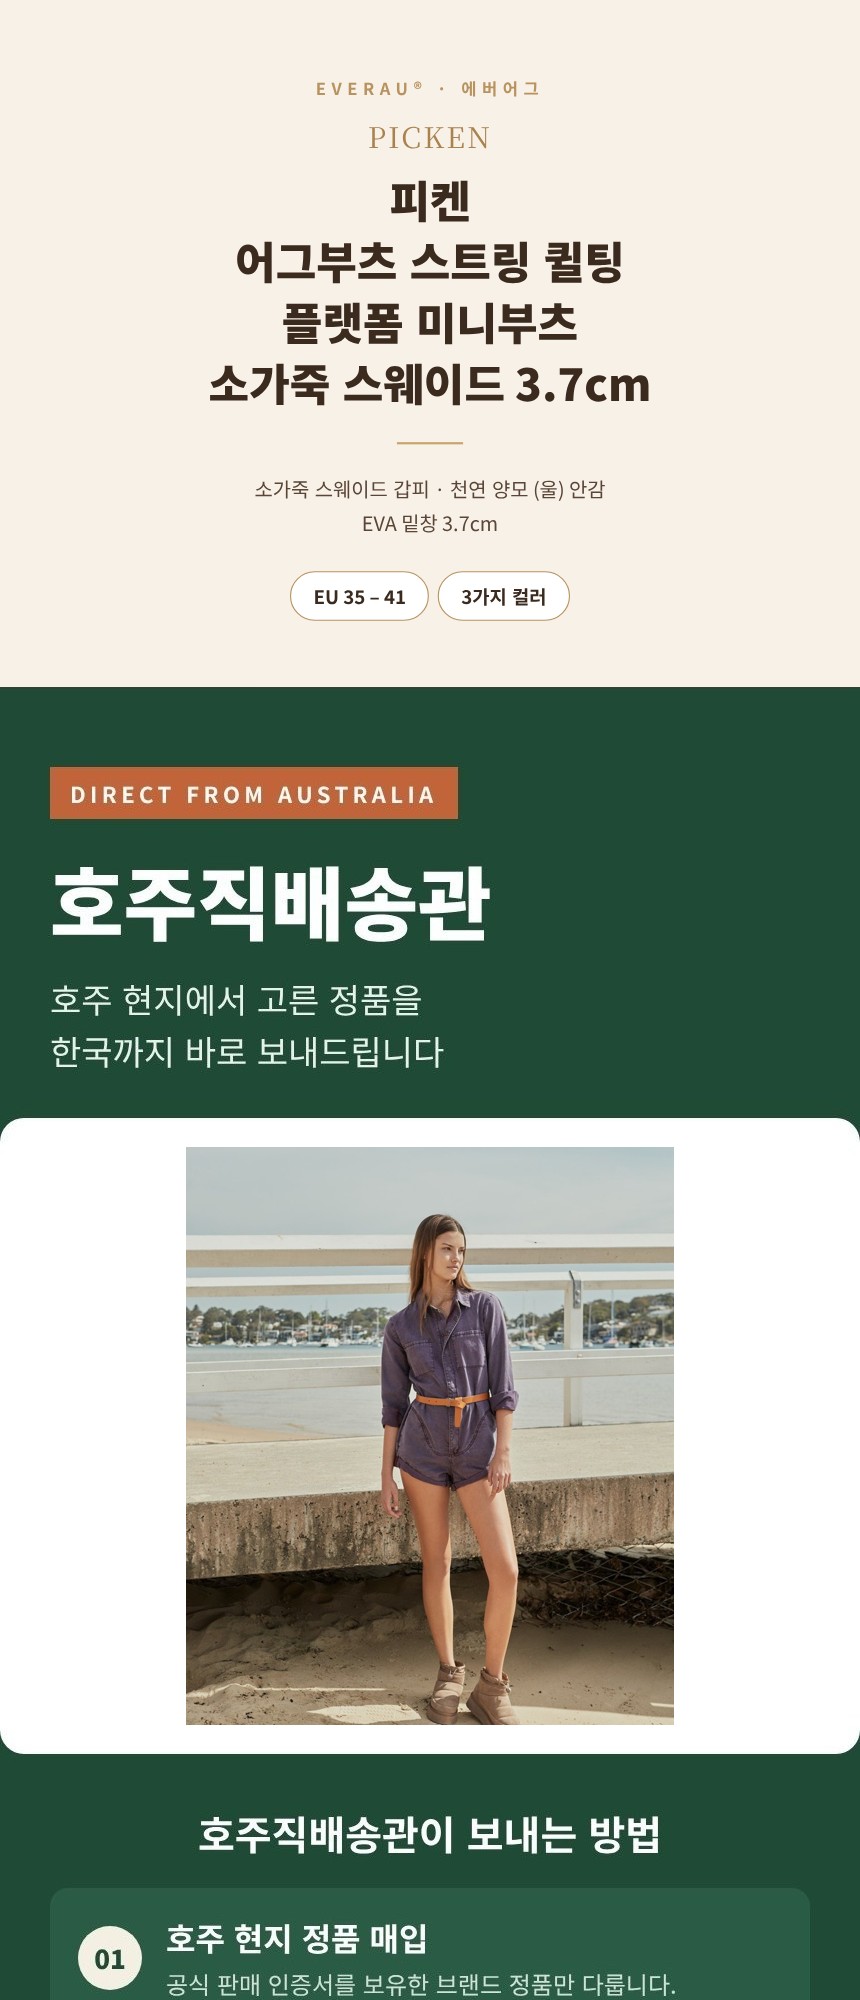 EVERAU® · 에버어그
PICKEN
피켄
어그부츠 스트링 퀼팅
플랫폼 미니부츠
소가죽 스웨이드 3.7cm
소가죽 스웨이드 갑피 · 천연 양모 (울) 안감
EVA 밑창 3.7cm
EU 35 – 41
3가지 컬러
DIRECT FROM AUSTRALIA
호주직배송관
호주 현지에서 고른 정품을
한국까지 바로 보내드립니다
호주직배송관이 보내는 방법
01
호주 현지 정품 매입
공식 판매 인증서를 보유한 브랜드 정품만 다룹니다.